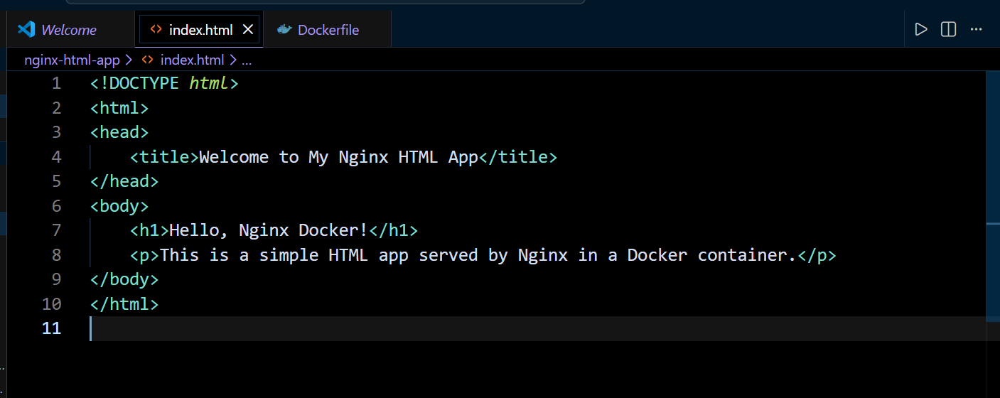 Welcome index.html Dockerfile
nginx-html-app > index.html > ...
1 <!DOCTYPE html>
2 <html>
3 <head>
4     <title>Welcome to My Nginx HTML App</title>
5 </head>
6 <body>
7     <h1>Hello, Nginx Docker!</h1>
8     <p>This is a simple HTML app served by Nginx in a Docker container.</p>
9 </body>
10 </html>
11